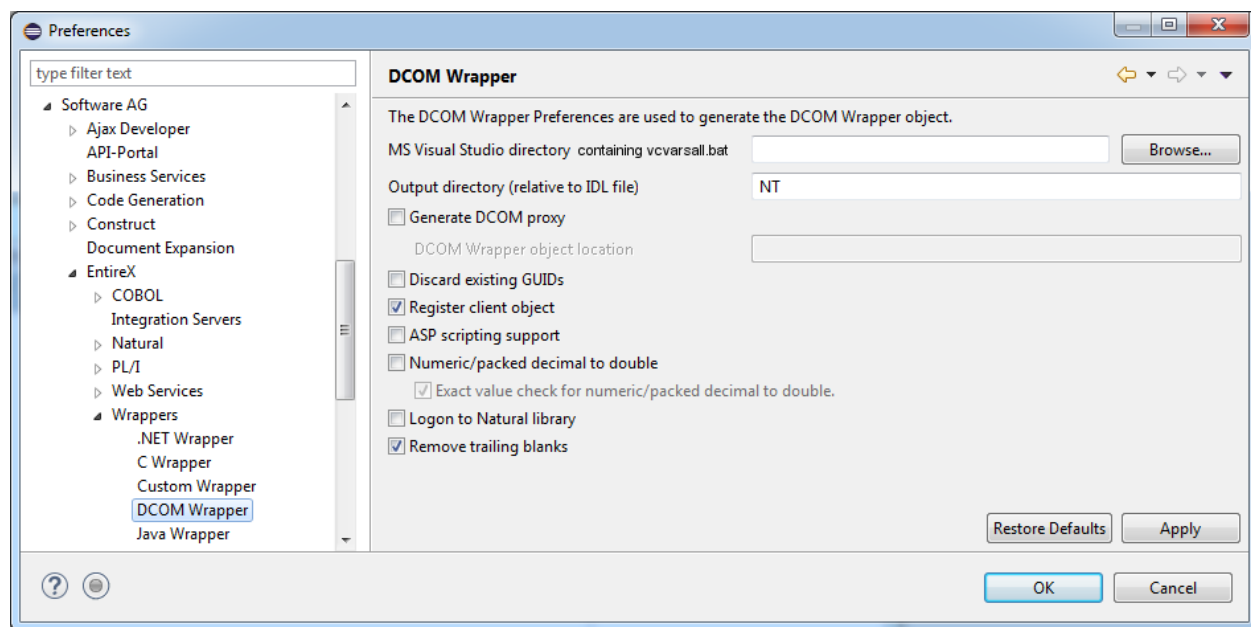 Preferences
type filter text
Software AG
Ajax Developer
API-Portal
Business Services
Code Generation
Construct
Document Expansion
EntireX
COBOL
Integration Servers
Natural
PL/I
Web Services
Wrappers
.NET Wrapper
C Wrapper
Custom Wrapper
DCOM Wrapper
Java Wrapper
DCOM Wrapper
The DCOM Wrapper Preferences are used to generate the DCOM Wrapper object.
MS Visual Studio directory containing vcvarsall.bat
Browse...
Output directory (relative to IDL file) NT
Generate DCOM proxy
DCOM Wrapper object location
Discard existing GUIDs
Register client object
ASP scripting support
Numeric/packed decimal to double
Exact value check for numeric/packed decimal to double.
Logon to Natural library
Remove trailing blanks
Restore Defaults Apply
OK Cancel